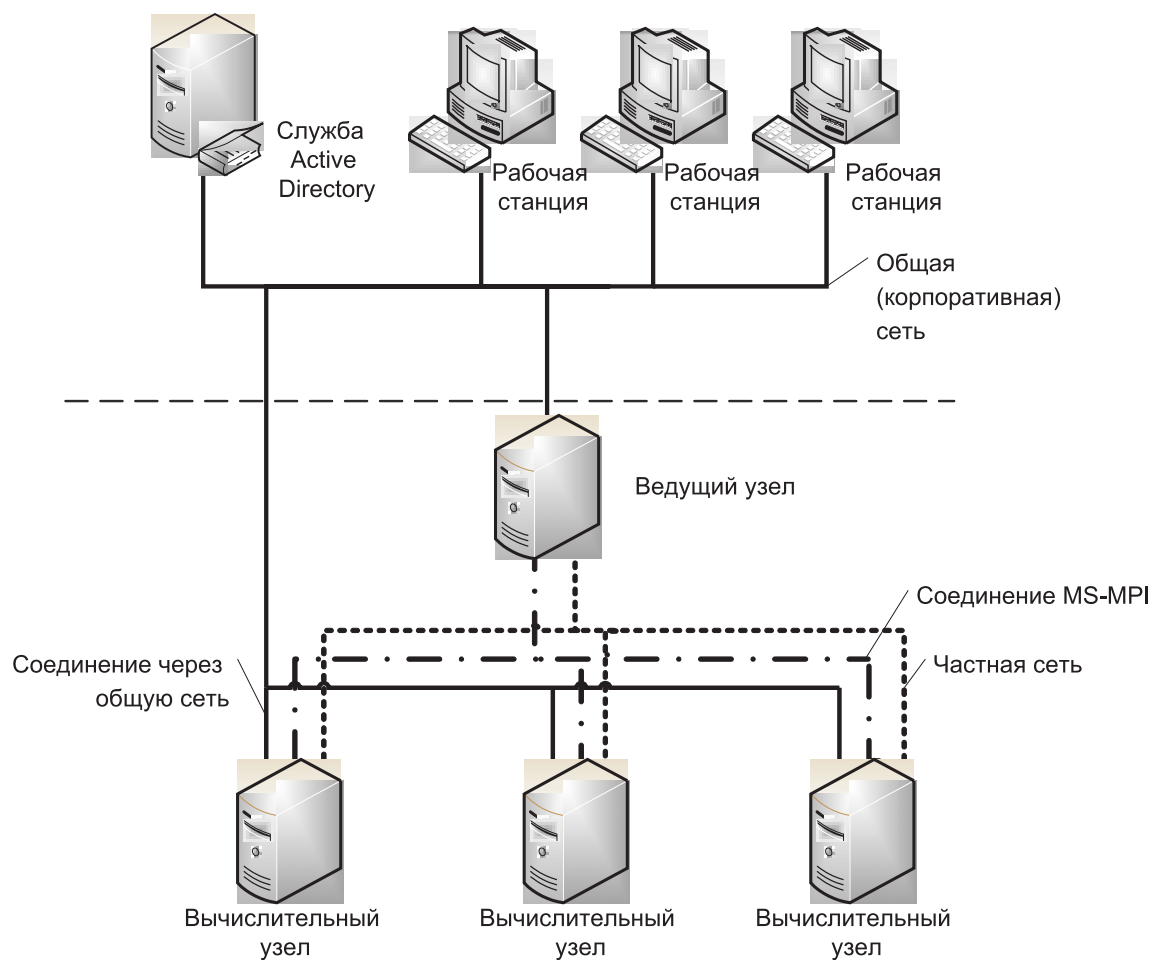 Служба
Active
Directory
Рабочая
станция
Рабочая
станция
Рабочая
станция
Общая
(корпоративная)
сеть
Ведущий узел
Соединение MS-MPI
Соединение через
общую сеть
Частная сеть
Вычислительный
узел
Вычислительный
узел
Вычислительный
узел